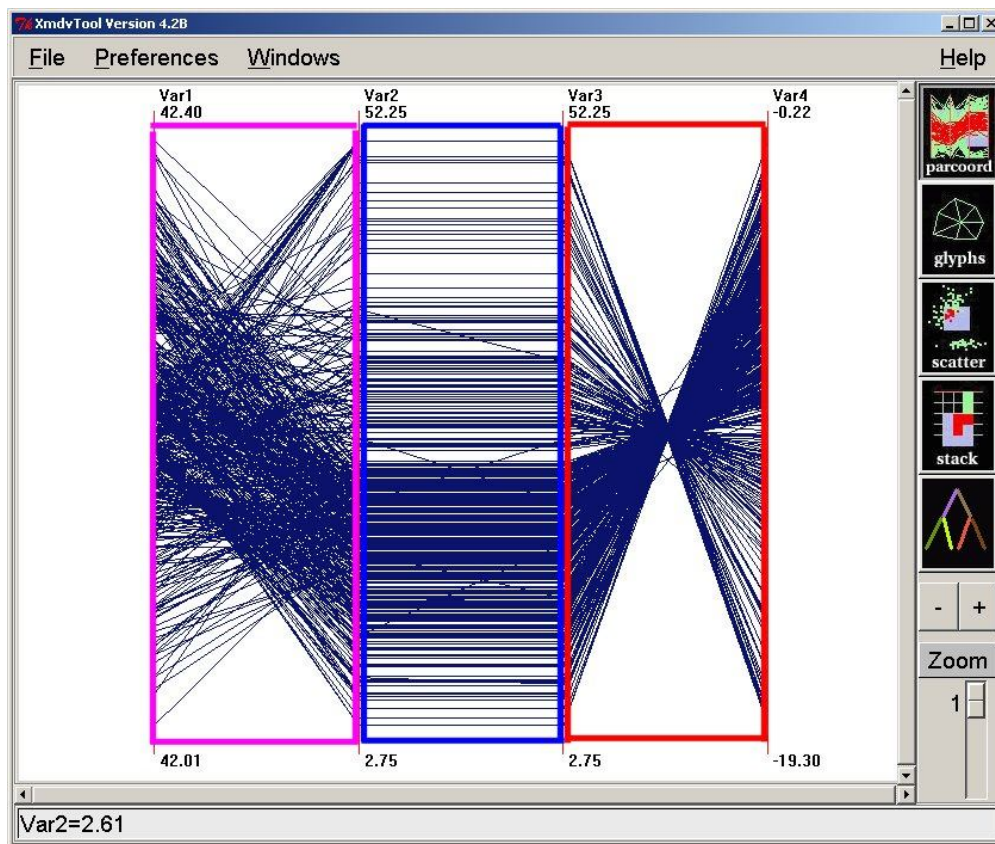 XmdvTool Version 4.2B
File Preferences Windows Help
Var1 Var2 Var3 Var4
42.40 52.25 52.25 -0.22
parcoord
glyphs
scatter
stack
- +
Zoom
1
42.01 2.75 2.75 -19.30
Var2=2.61